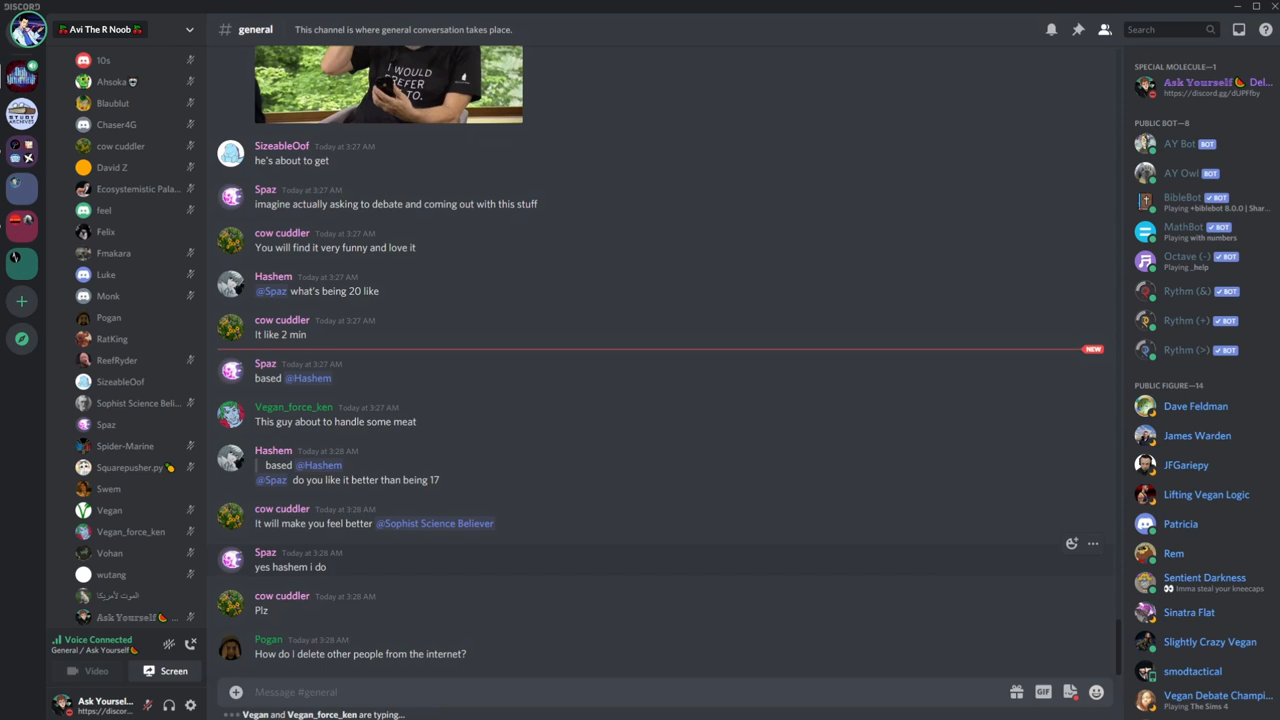 DISCORD
🍒 Avi The R Noob 🍒
# general
This channel is where general conversation takes place.
Search
10s
Ahsoka
Blaublut
Chaser4G
cow cuddler
David Z
Ecosystemistic Pala...
feel
Felix
Fmakara
Luke
Monk
Pogan
RatKing
ReefRyder
SizeableOof
Sophist Science Beli...
Spaz
Spider-Marine
Squarepusher.py
Swem
Vegan
Vegan_force_ken
Vohan
wutang
الموت لأمريكا
Ask Yourself🍉 ...
Voice Connected
General / Ask Yourself🍉
Video
Screen
Ask Yoursel...
https://discor...
I WOULD
PREFER
TO.
SizeableOof Today at 3:27 AM
he's about to get
Spaz Today at 3:27 AM
imagine actually asking to debate and coming out with this stuff
cow cuddler Today at 3:27 AM
You will find it very funny and love it
Hashem Today at 3:27 AM
@Spaz what's being 20 like
cow cuddler Today at 3:27 AM
It like 2 min
NEW
Spaz Today at 3:27 AM
based @Hashem
Vegan_force_ken Today at 3:27 AM
This guy about to handle some meat
Hashem Today at 3:28 AM
based @Hashem
@Spaz do you like it better than being 17
cow cuddler Today at 3:28 AM
It will make you feel better @Sophist Science Believer
Spaz Today at 3:28 AM
yes hashem i do
cow cuddler Today at 3:28 AM
Plz
Pogan Today at 3:28 AM
How do I delete other people from the internet?
Message #general
GIF
Vegan and Vegan_force_ken are typing...
SPECIAL MOLECULE—1
Ask Yourself🍉 Del...
https://discord.gg/dUPFfby
PUBLIC BOT—8
AY Bot BOT
AY Owl BOT
BibleBot ✔ BOT
Playing +biblebot 8.0.0 | Shar...
MathBot ✔ BOT
Playing with numbers
Octave (-) ✔ BOT
Playing _help
Rythm (&) ✔ BOT
Rythm (+) ✔ BOT
Rythm (>) ✔ BOT
PUBLIC FIGURE—14
Dave Feldman
James Warden
JFGariepy
Lifting Vegan Logic
Patricia
Rem
Sentient Darkness
👀 Imma steal your kneecaps
Sinatra Flat
Slightly Crazy Vegan
smodtactical
Vegan Debate Champi...
Playing The Sims 4